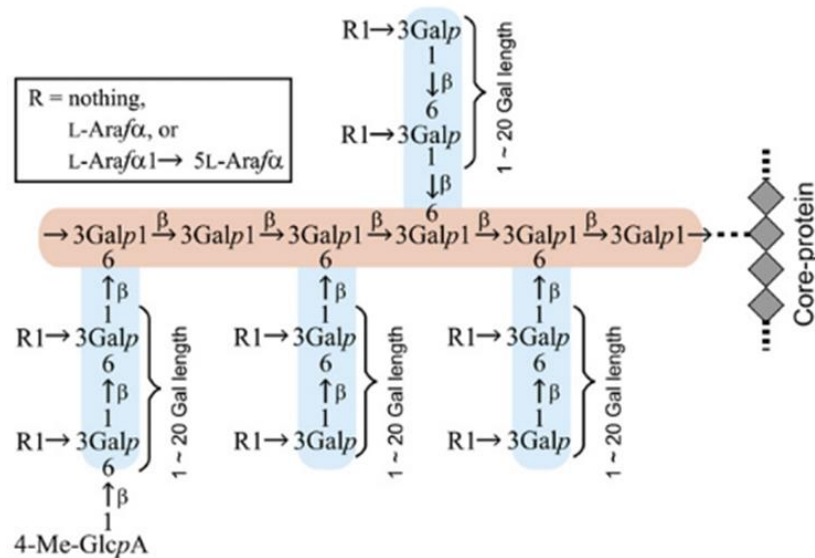 R1→3Galp
1
↓β
6
R1→3Galp
1
↓β
6
1 ~ 20 Gal length
R = nothing,
L-Arafα, or
L-Arafα1→ 5L-Arafα
→ 3Galp1 β→ 3Galp1 β→ 3Galp1 β→ 3Galp1 β→ 3Galp1 β→ 3Galp1→
Core-protein
6 6 6
↑β ↑β ↑β
1 1 1
R1→3Galp R1→3Galp R1→3Galp
6 6 6
↑β ↑β ↑β
1 1 1
R1→3Galp R1→3Galp R1→3Galp
1 ~ 20 Gal length 1 ~ 20 Gal length 1 ~ 20 Gal length
6
↑β
1
4-Me-GlcpA